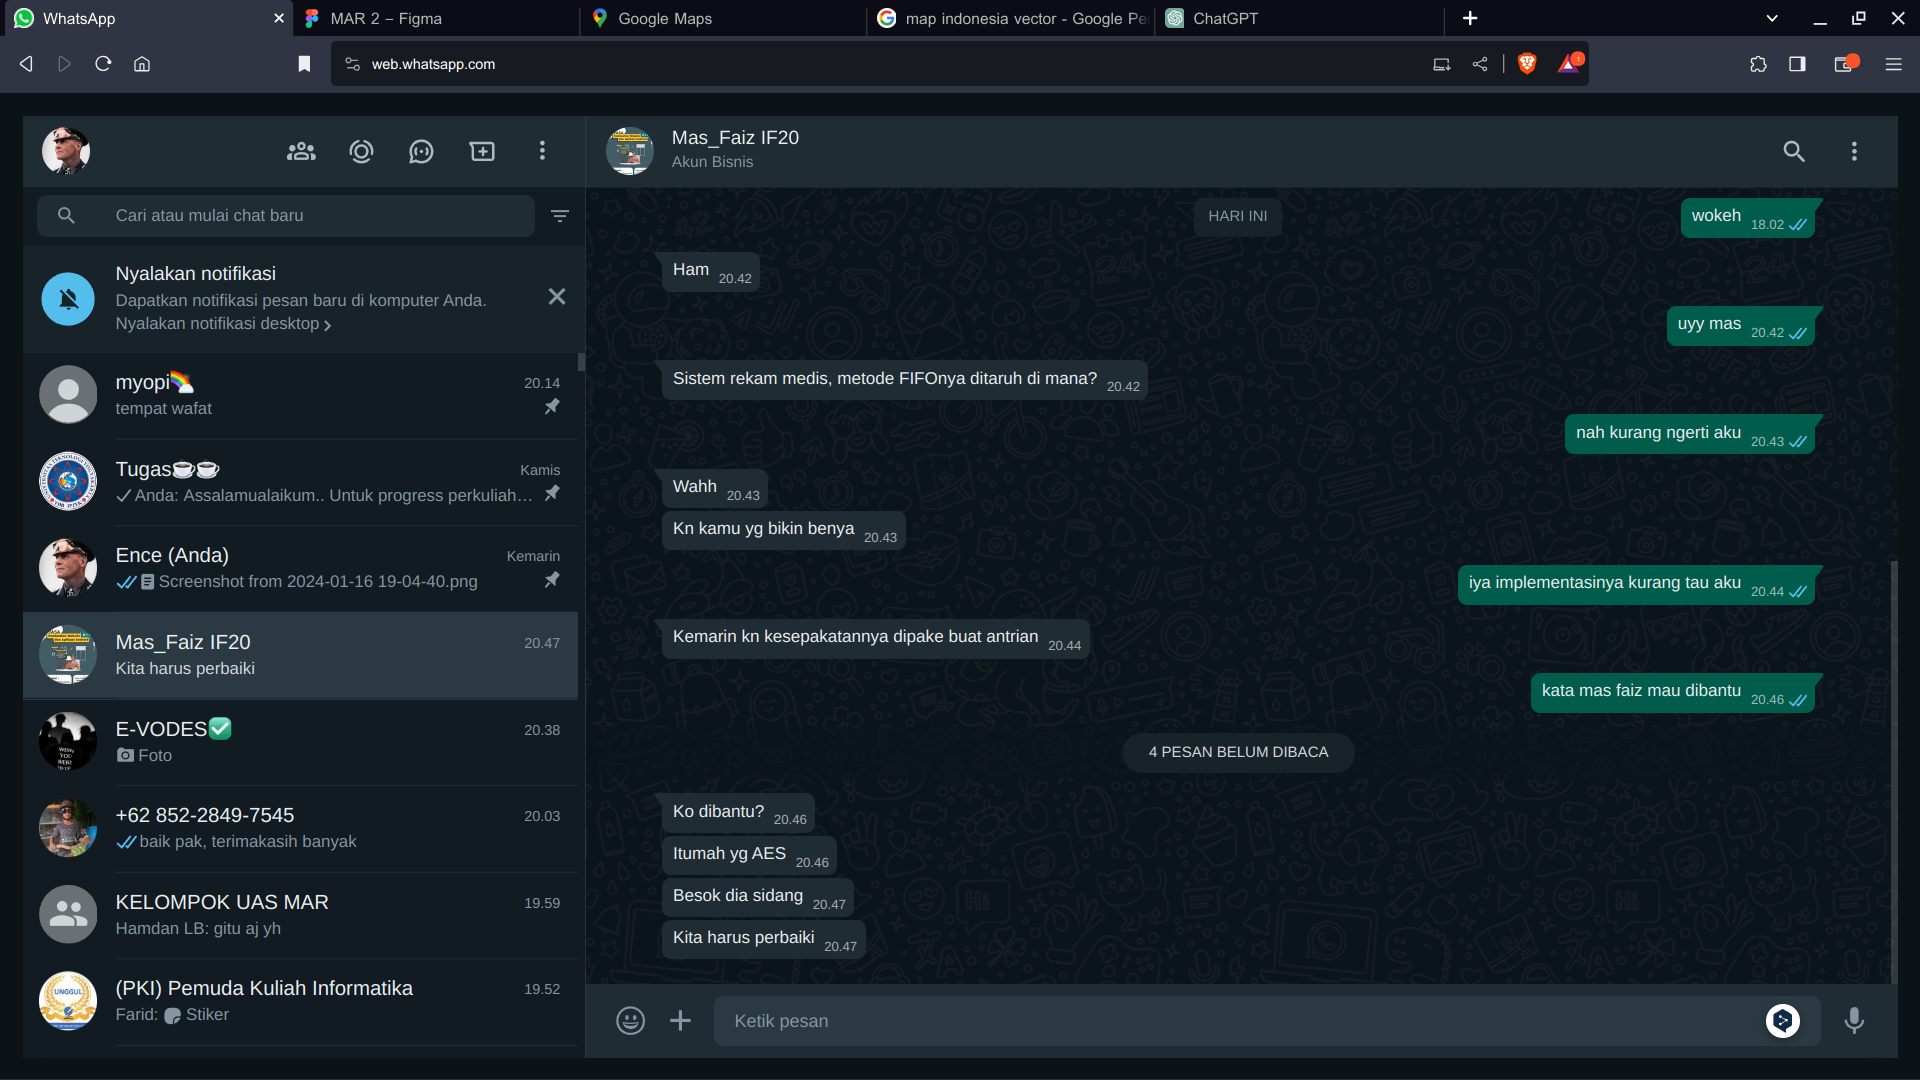 WhatsApp
MAR 2 – Figma
Google Maps
map indonesia vector - Google Pe
ChatGPT
web.whatsapp.com
Mas_Faiz IF20
Akun Bisnis
Cari atau mulai chat baru
Nyalakan notifikasi
Dapatkan notifikasi pesan baru di komputer Anda.
Nyalakan notifikasi desktop
myopi🌈 20.14
tempat wafat
Tugas☕☕ Kamis
Anda: Assalamualaikum.. Untuk progress perkuliah...
Ence (Anda) Kemarin
Screenshot from 2024-01-16 19-04-40.png
Mas_Faiz IF20 20.47
Kita harus perbaiki
E-VODES✅ 20.38
Foto
+62 852-2849-7545 20.03
baik pak, terimakasih banyak
KELOMPOK UAS MAR 19.59
Hamdan LB: gitu aj yh
(PKI) Pemuda Kuliah Informatika 19.52
Farid: Stiker
UNGGUL
wokeh 18.02
HARI INI
Ham 20.42
uyy mas 20.42
Sistem rekam medis, metode FIFOnya ditaruh di mana? 20.42
nah kurang ngerti aku 20.43
Wahh 20.43
Kn kamu yg bikin benya 20.43
iya implementasinya kurang tau aku 20.44
Kemarin kn kesepakatannya dipake buat antrian 20.44
kata mas faiz mau dibantu 20.46
4 PESAN BELUM DIBACA
Ko dibantu? 20.46
Itumah yg AES 20.46
Besok dia sidang 20.47
Kita harus perbaiki 20.47
Ketik pesan